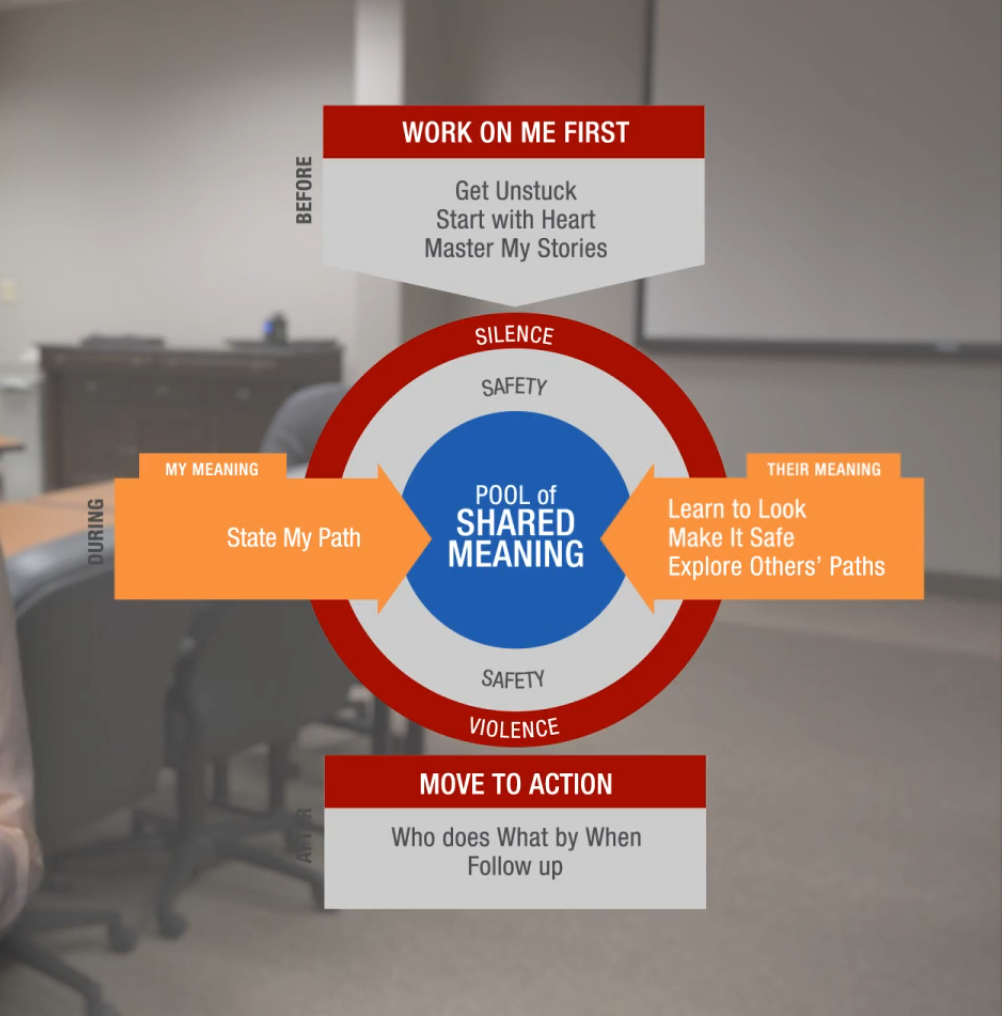 WORK ON ME FIRST
BEFORE
Get Unstuck
Start with Heart
Master My Stories
SILENCE
SAFETY
MY MEANING
THEIR MEANING
DURING
State My Path
POOL of
SHARED
MEANING
Learn to Look
Make It Safe
Explore Others’ Paths
SAFETY
VIOLENCE
MOVE TO ACTION
AFTER
Who does What by When
Follow up